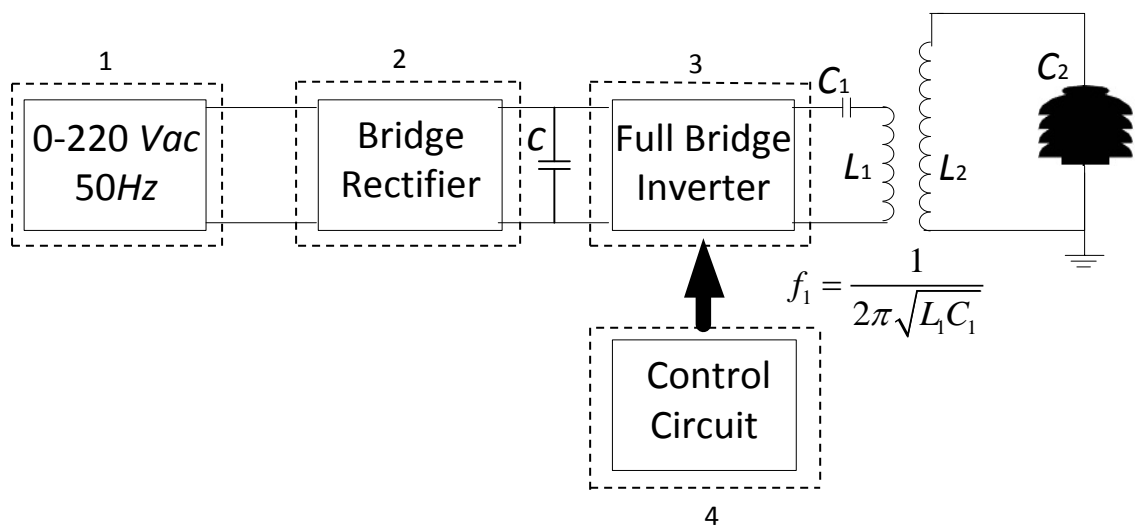 1
2
3
0-220 Vac
50Hz
Bridge
Rectifier
C
Full Bridge
Inverter
C1
L1
L2
C2
f₁ = 1 / (2π√(L₁C₁))
Control
Circuit
4